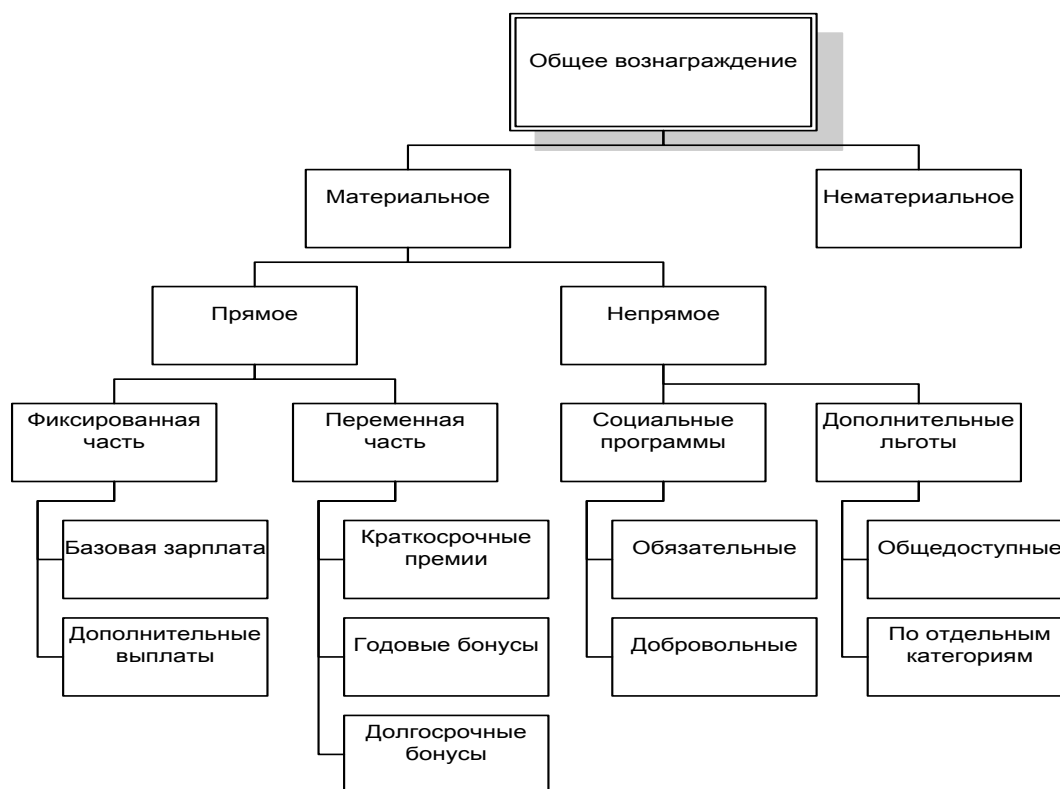 Общее вознаграждение
Материальное
Нематериальное
Прямое
Непрямое
Фиксированная
часть
Переменная
часть
Социальные
программы
Дополнительные
льготы
Базовая зарплата
Краткосрочные
премии
Обязательные
Общедоступные
Дополнительные
выплаты
Годовые бонусы
Добровольные
По отдельным
категориям
Долгосрочные
бонусы